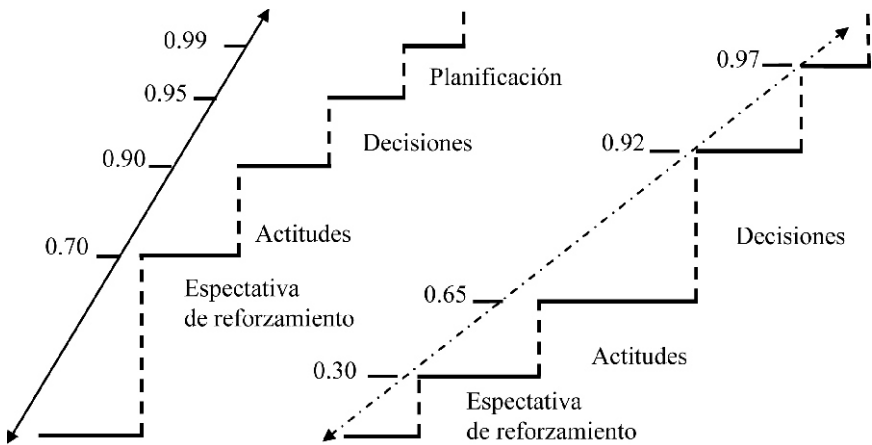 0.99
Planificación
0.95
Decisiones
0.90
Actitudes
0.70
Espectativa
de reforzamiento
0.97
0.92
Decisiones
0.65
Actitudes
0.30
Espectativa
de reforzamiento